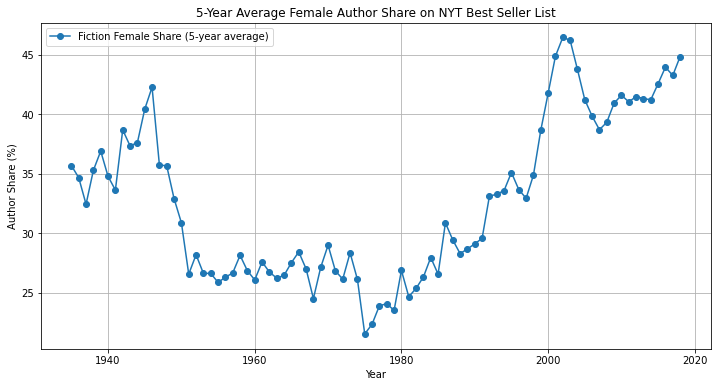 5-Year Average Female Author Share on NYT Best Seller List
Fiction Female Share (5-year average)
Author Share (%)
45
40
35
30
25
1940
1960
1980
2000
2020
Year